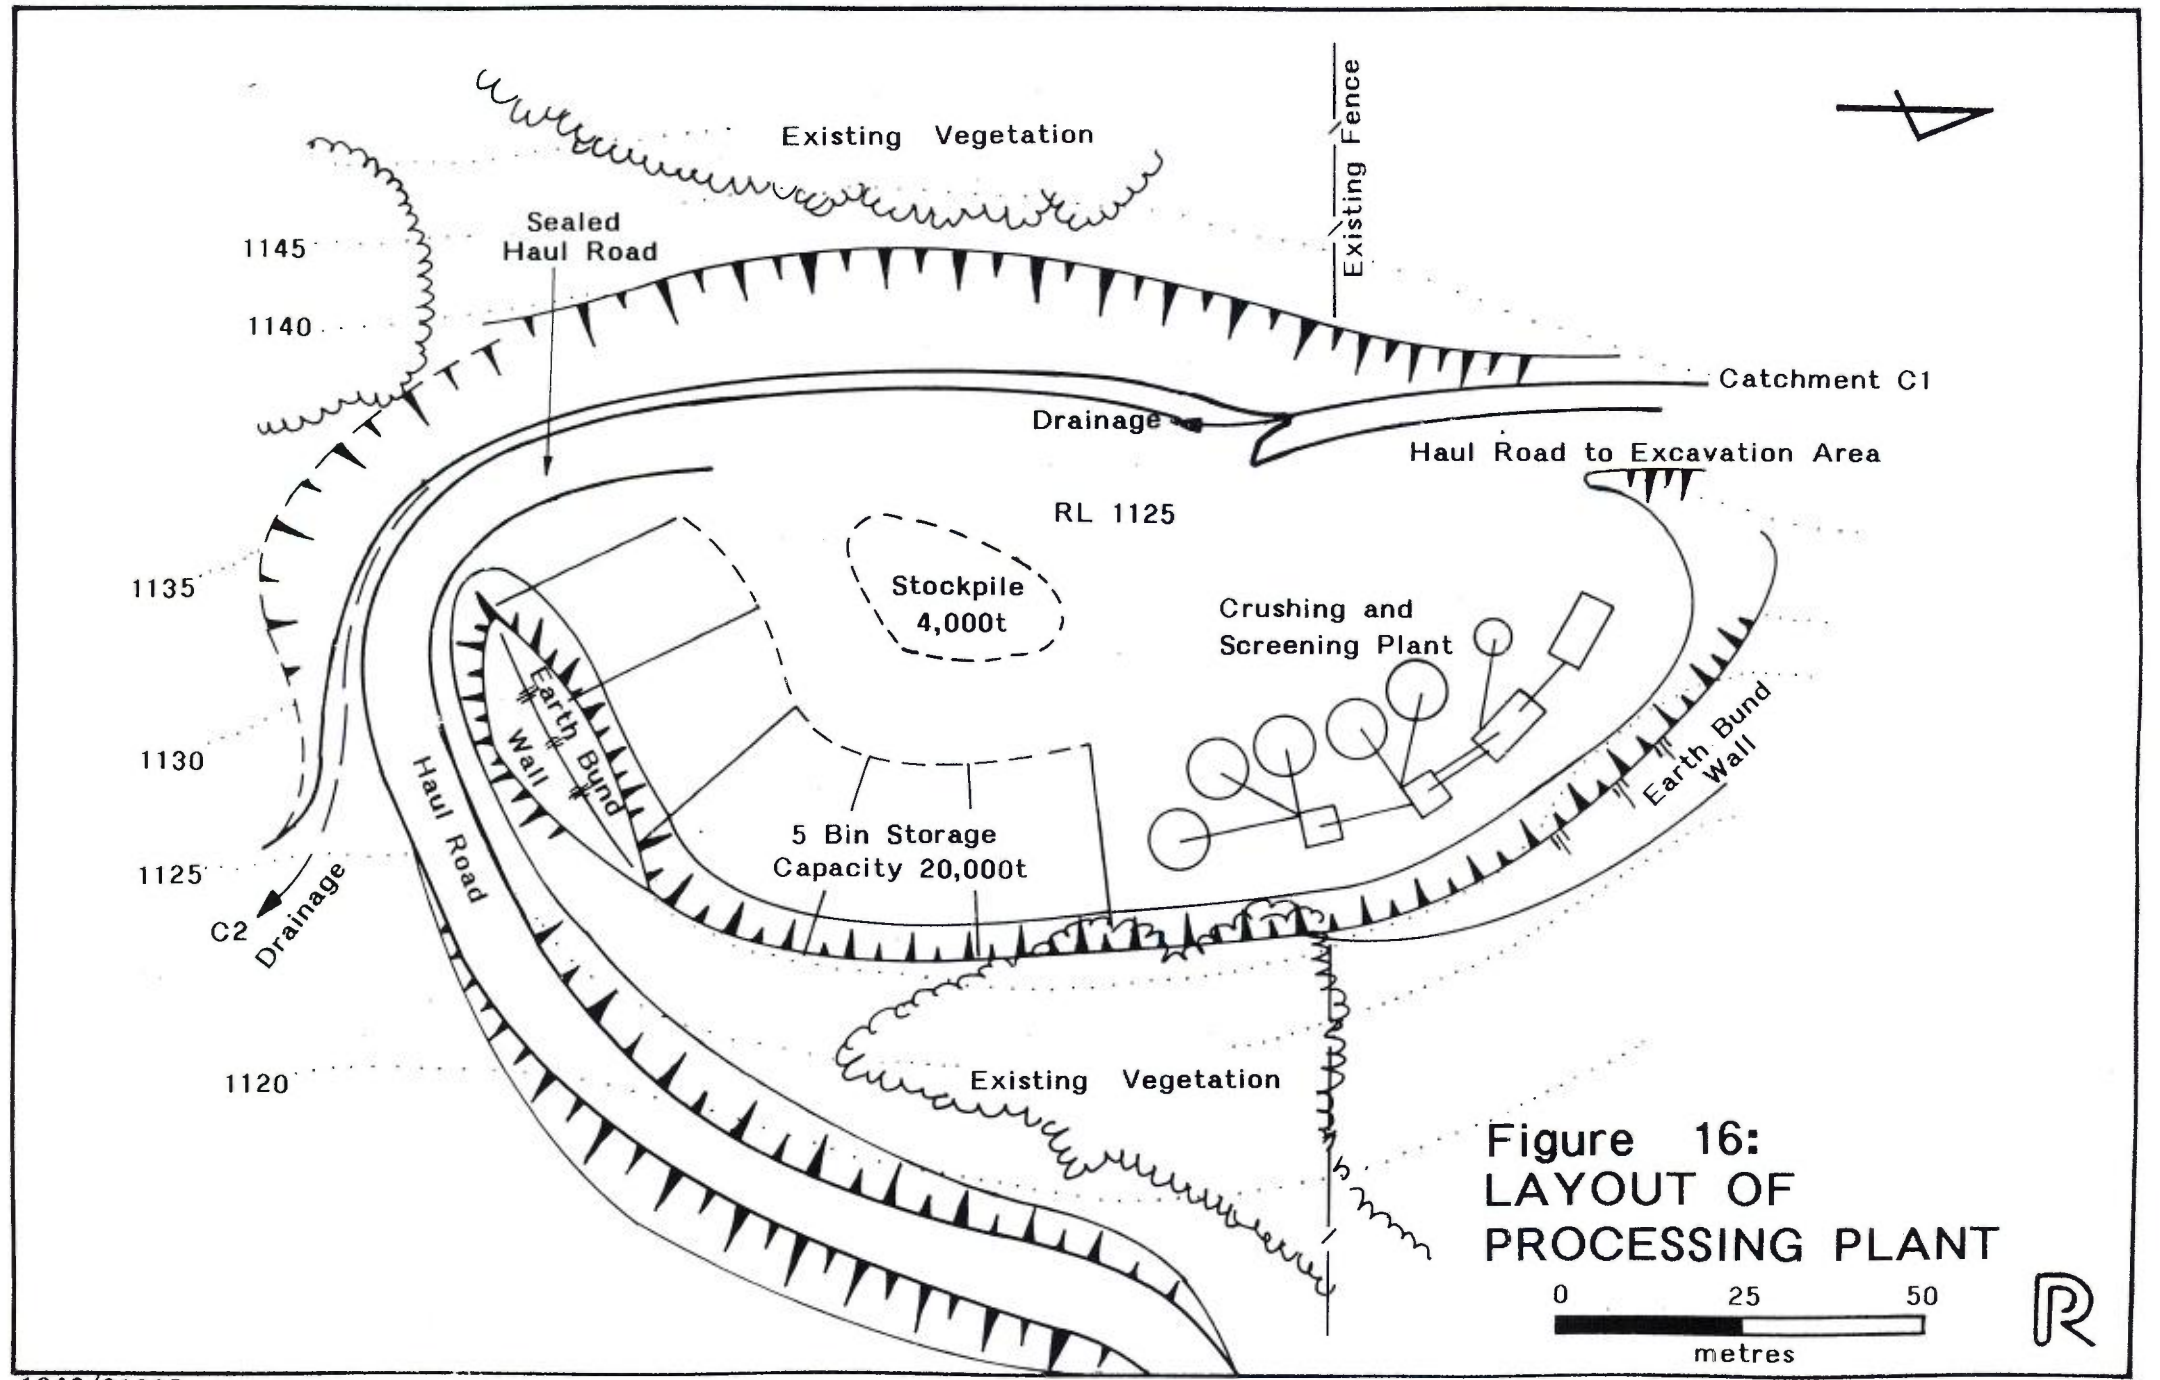 Existing Vegetation
Existing Fence
Sealed
Haul Road
1145
1140
Catchment C1
Drainage
Haul Road to Excavation Area
RL 1125
1135
Stockpile
4,000t
Crushing and
Screening Plant
Earth Bund
Wall
Earth Bund
Wall
1130
Haul Road
5 Bin Storage
Capacity 20,000t
1125
C2
Drainage
1120
Existing Vegetation
Figure 16:
LAYOUT OF
PROCESSING PLANT
0 25 50
metres
R